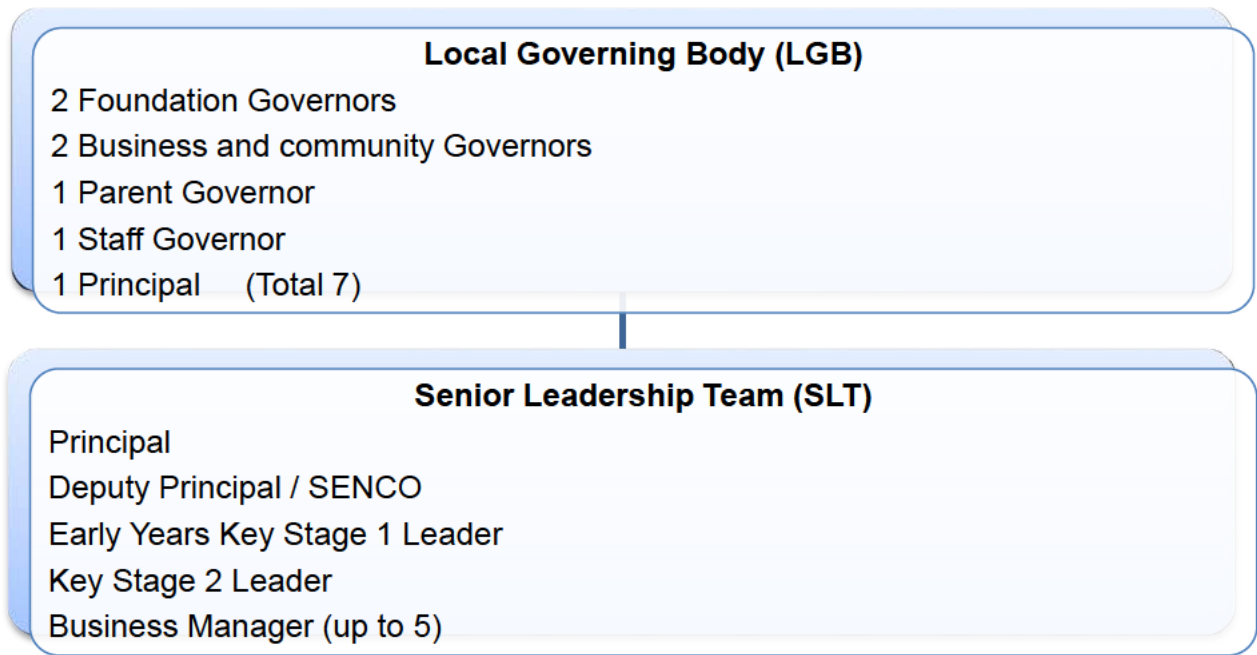 Local Governing Body (LGB)
2 Foundation Governors
2 Business and community Governors
1 Parent Governor
1 Staff Governor
1 Principal (Total 7)
Senior Leadership Team (SLT)
Principal
Deputy Principal / SENCO
Early Years Key Stage 1 Leader
Key Stage 2 Leader
Business Manager (up to 5)